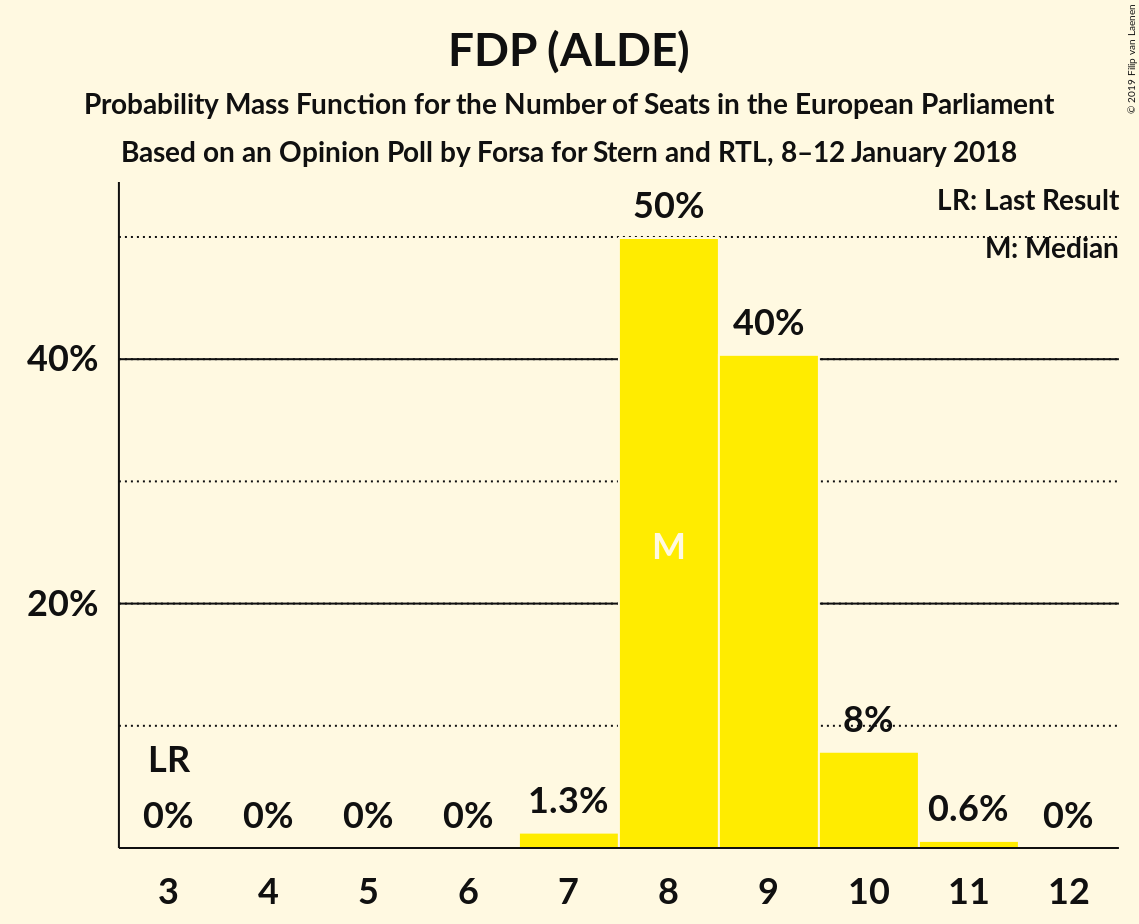 FDP (ALDE)
Probability Mass Function for the Number of Seats in the European Parliament
Based on an Opinion Poll by Forsa for Stern and RTL, 8–12 January 2018
© 2019 Filip van Laenen
LR: Last Result
M: Median
50%
40%
40%
M
20%
8%
LR
0%
0%
0%
0%
1.3%
0.6%
0%
3 4 5 6 7 8 9 10 11 12